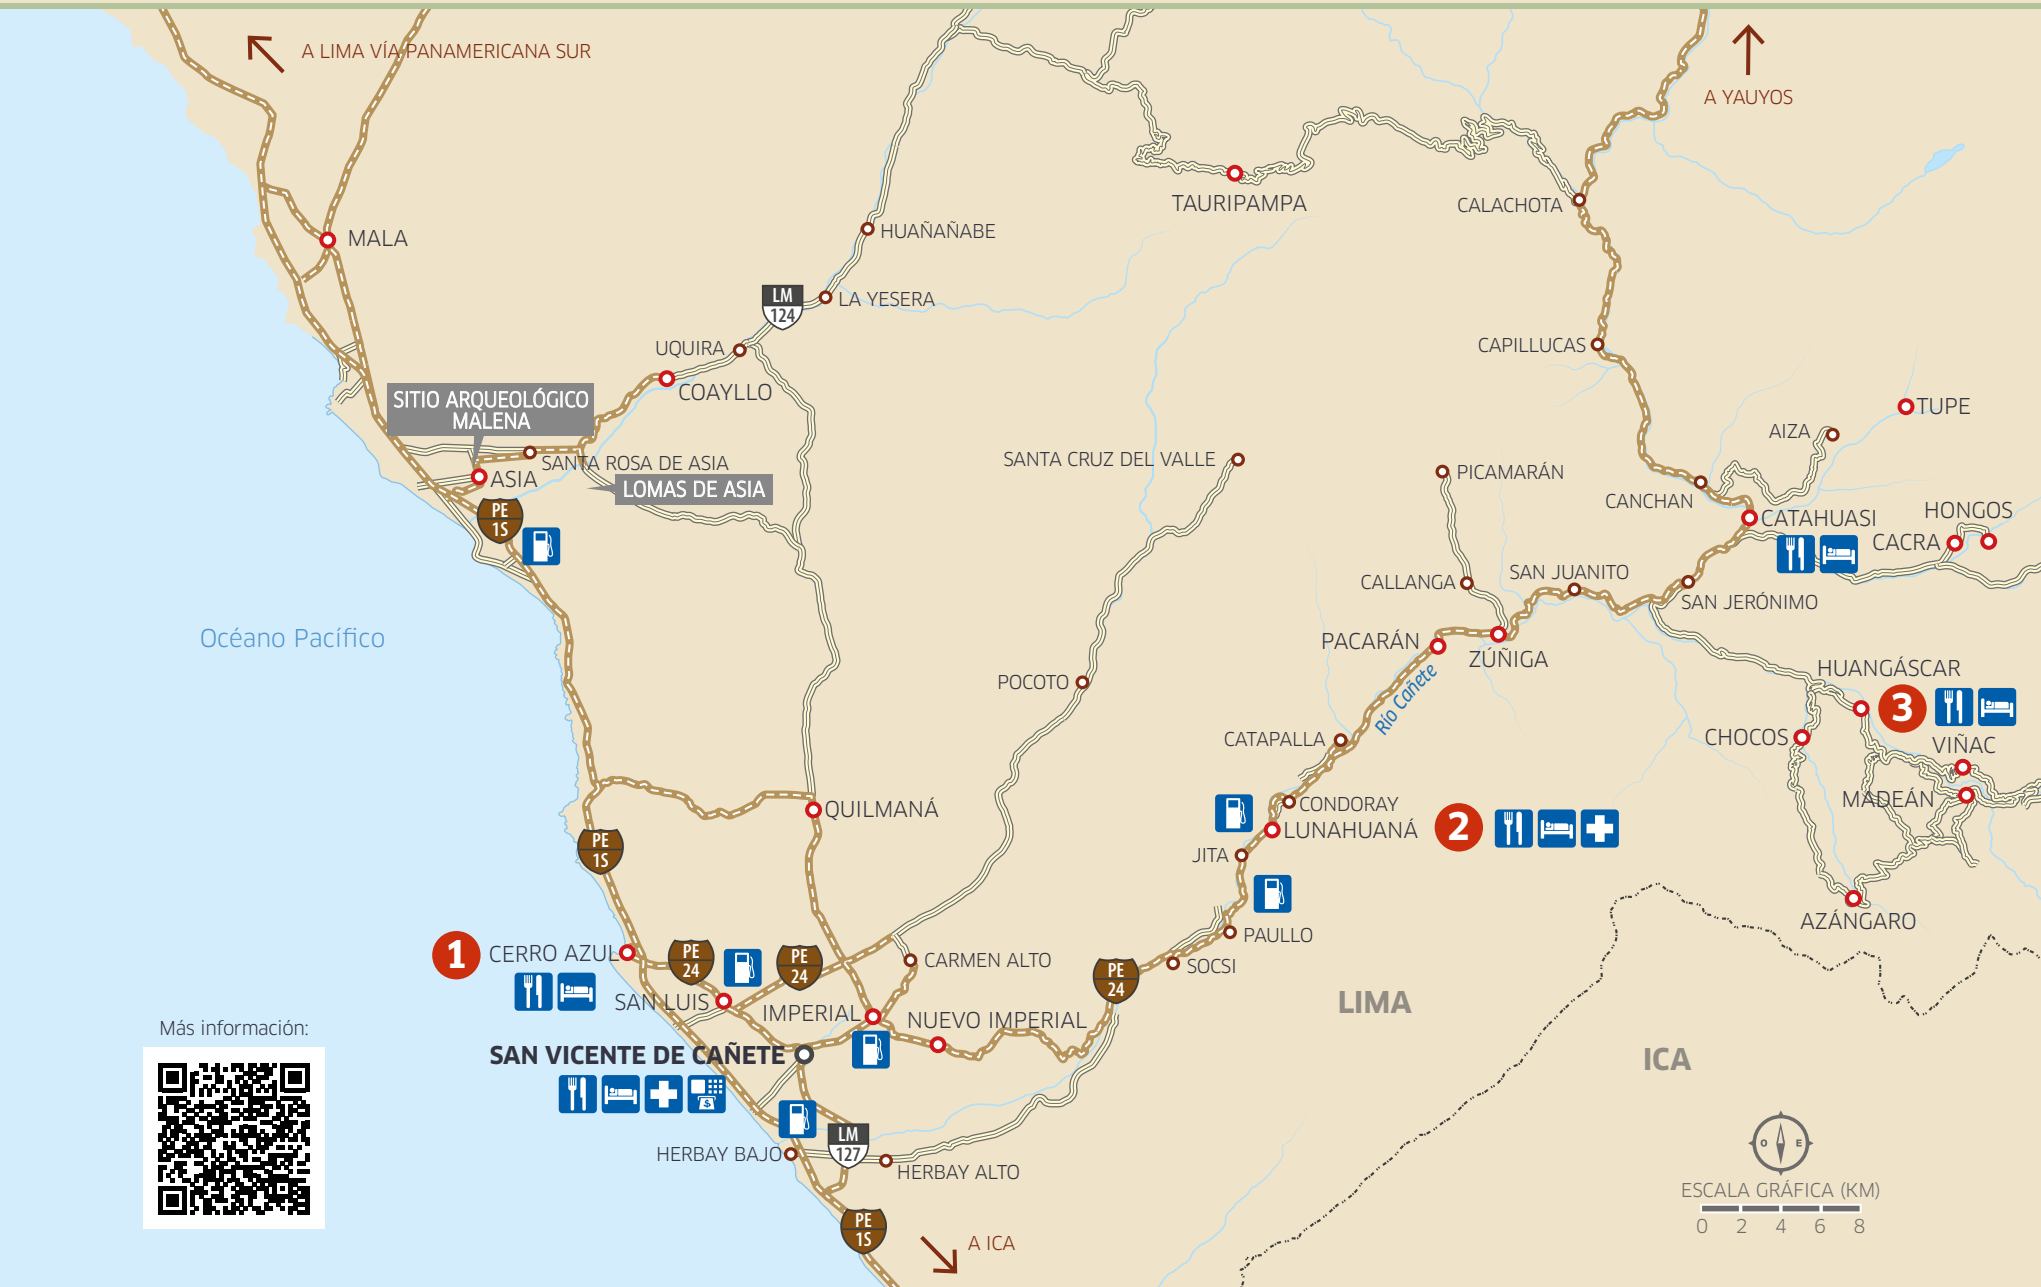 A LIMA VÍA PANAMERICANA SUR
A YAUYOS
TAURIPAMPA
CALACHOTA
MALA
HUAÑAÑABE
LM
124
LA YESERA
UQUIRA
CAPILLUCAS
COAYLLO
SITIO ARQUEOLÓGICO
MALENA
TUPE
AIZA
SANTA ROSA DE ASIA
SANTA CRUZ DEL VALLE
PICAMARÁN
ASIA
LOMAS DE ASIA
CANCHAN
PE
1S
CATAHUASI
HONGOS
CACRA
CALLANGA
SAN JUANITO
SAN JERÓNIMO
Océano Pacífico
PACARÁN
ZÚÑIGA
HUANGÁSCAR
POCOTO
Río Cañete
3
CATAPALLA
CHOCOS
VIÑAC
QUILMANÁ
CONDORAY
MADEÁN
LUNAHUANÁ
2
PE
1S
JITA
AZÁNGARO
PAULLO
1
CERRO AZUL
PE
24
PE
24
CARMEN ALTO
SOCSI
PE
24
SAN LUIS
IMPERIAL
NUEVO IMPERIAL
LIMA
Más información:
SAN VICENTE DE CAÑETE
ICA
$
LM
127
HERBAY BAJO
HERBAY ALTO
O E
ESCALA GRÁFICA (KM)
0 2 4 6 8
PE
1S
A ICA